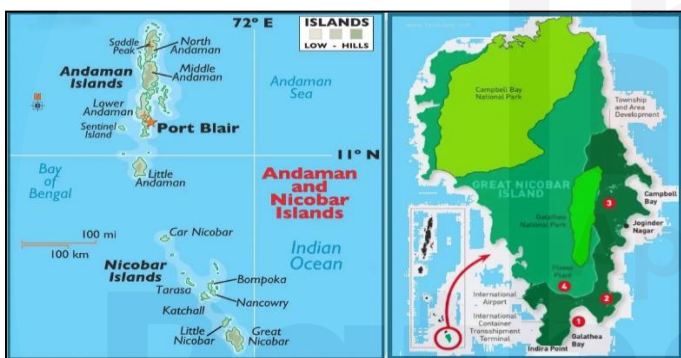 72° E
ISLANDS
LOW - HILLS
Saddle
Peak
North
Andaman
Andaman
Islands
Middle
Andaman
Andaman
Sea
Lower
Andaman
Sentinel
Island
Port Blair
11° N
Bay
of
Bengal
Little
Andaman
Andaman
and
Nicobar
Islands
100 mi
100 km
Car Nicobar
Indian
Ocean
Nicobar
Islands
Bompoka
Tarasa
Nancowry
Katchall
Little
Nicobar
Great
Nicobar
Campbell Bay
National Park
Township
and Area
Development
GREAT NICOBAR
ISLAND
Galathea
National Park
3
Campbell
Bay
Joginder
Nagar
Power
Plant
4
2
International
Airport
1
International
Container
Transshipment
Terminal
Galathea
Bay
Indira Point